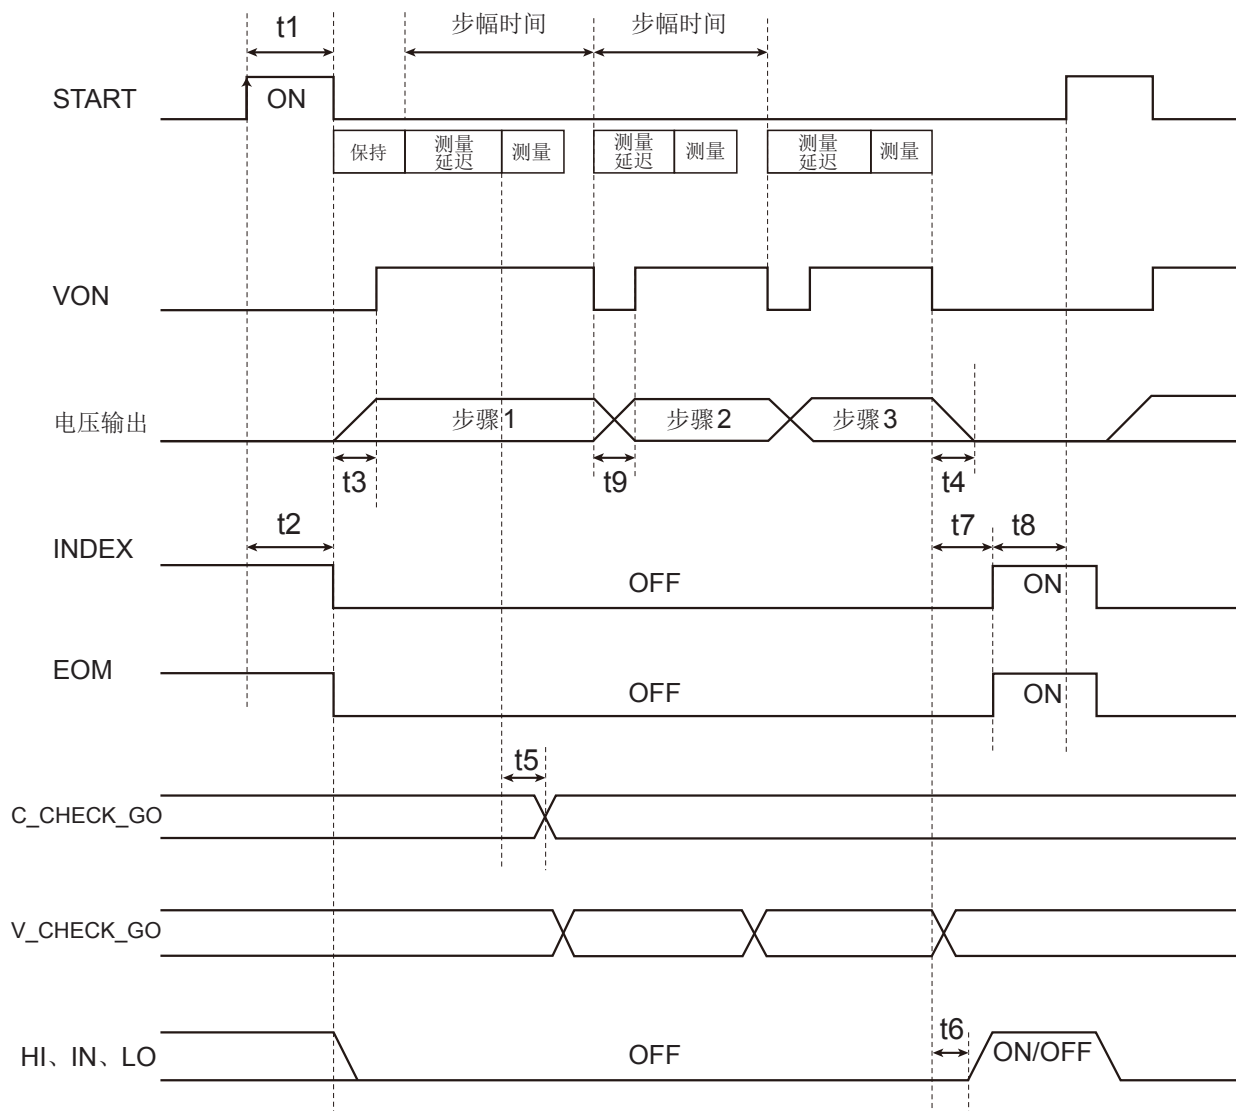 t1
步幅时间
步幅时间
START
ON
保持
测量
延迟
测量
测量
延迟
测量
测量
延迟
测量
VON
电压输出
步骤1
步骤2
步骤3
t3
t9
t4
t2
t7
t8
INDEX
OFF
ON
EOM
OFF
ON
t5
C_CHECK_GO
V_CHECK_GO
t6
HI、IN、LO
OFF
ON/OFF